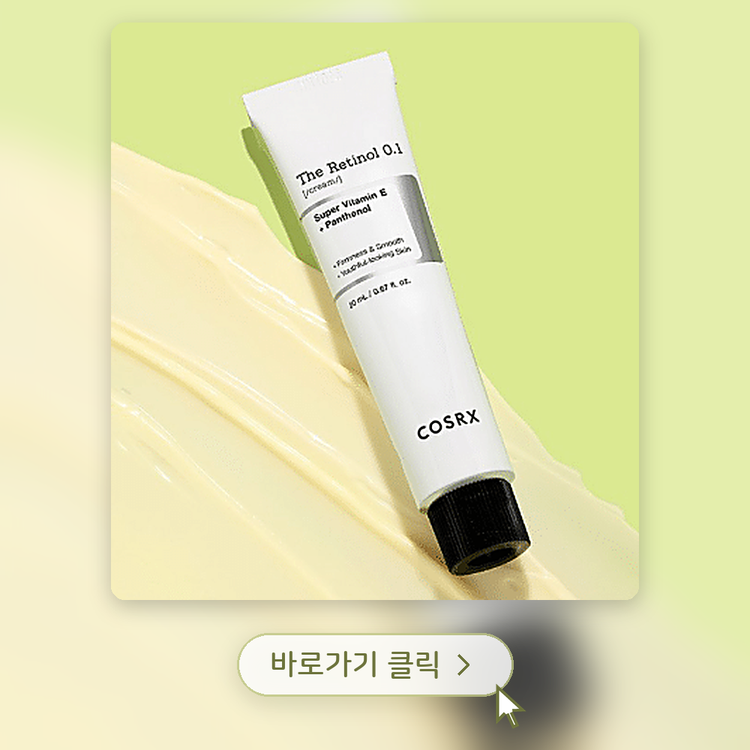 The Retinol 0.1
[/cream/]
Super Vitamin E
+ Panthenol
• Firmness & Smooth
• Youthful-looking Skin
20 mL / 0.67 fl. oz.
COSRX
바로가기 클릭 >